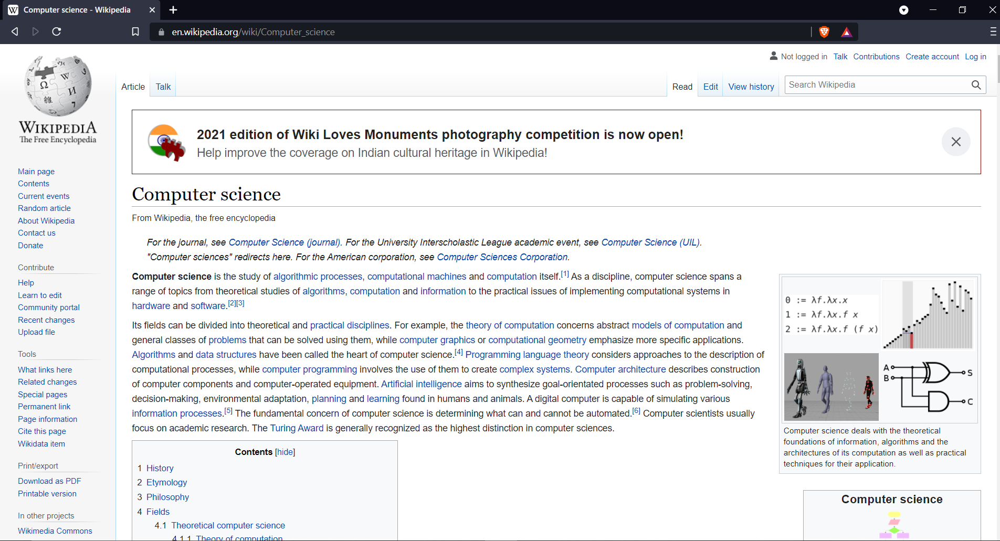 Computer science - Wikipedia
en.wikipedia.org/wiki/Computer_science
Not logged in Talk Contributions Create account Log in
Article Talk
Read Edit View history Search Wikipedia
WIKIPEDIA
The Free Encyclopedia
Main page
Contents
Current events
Random article
About Wikipedia
Contact us
Donate
Contribute
Help
Learn to edit
Community portal
Recent changes
Upload file
Tools
What links here
Related changes
Special pages
Permanent link
Page information
Cite this page
Wikidata item
Print/export
Download as PDF
Printable version
In other projects
Wikimedia Commons
2021 edition of Wiki Loves Monuments photography competition is now open!
Help improve the coverage on Indian cultural heritage in Wikipedia!
Computer science
From Wikipedia, the free encyclopedia
For the journal, see Computer Science (journal). For the University Interscholastic League academic event, see Computer Science (UIL).
"Computer sciences" redirects here. For the American corporation, see Computer Sciences Corporation.
Computer science is the study of algorithmic processes, computational machines and computation itself.[1] As a discipline, computer science spans a
range of topics from theoretical studies of algorithms, computation and information to the practical issues of implementing computational systems in
hardware and software.[2][3]
Its fields can be divided into theoretical and practical disciplines. For example, the theory of computation concerns abstract models of computation and
general classes of problems that can be solved using them, while computer graphics or computational geometry emphasize more specific applications.
Algorithms and data structures have been called the heart of computer science.[4] Programming language theory considers approaches to the description of
computational processes, while computer programming involves the use of them to create complex systems. Computer architecture describes construction
of computer components and computer-operated equipment. Artificial intelligence aims to synthesize goal-orientated processes such as problem-solving,
decision-making, environmental adaptation, planning and learning found in humans and animals. A digital computer is capable of simulating various
information processes.[5] The fundamental concern of computer science is determining what can and cannot be automated.[6] Computer scientists usually
focus on academic research. The Turing Award is generally recognized as the highest distinction in computer sciences.
Contents [hide]
1 History
2 Etymology
3 Philosophy
4 Fields
4.1 Theoretical computer science
4.1.1 Theory of computation
0 := λf.λx.x
1 := λf.λx.f x
2 := λf.λx.f (f x)
A
B
S
C
Computer science deals with the theoretical
foundations of information, algorithms and the
architectures of its computation as well as practical
techniques for their application.
Computer science